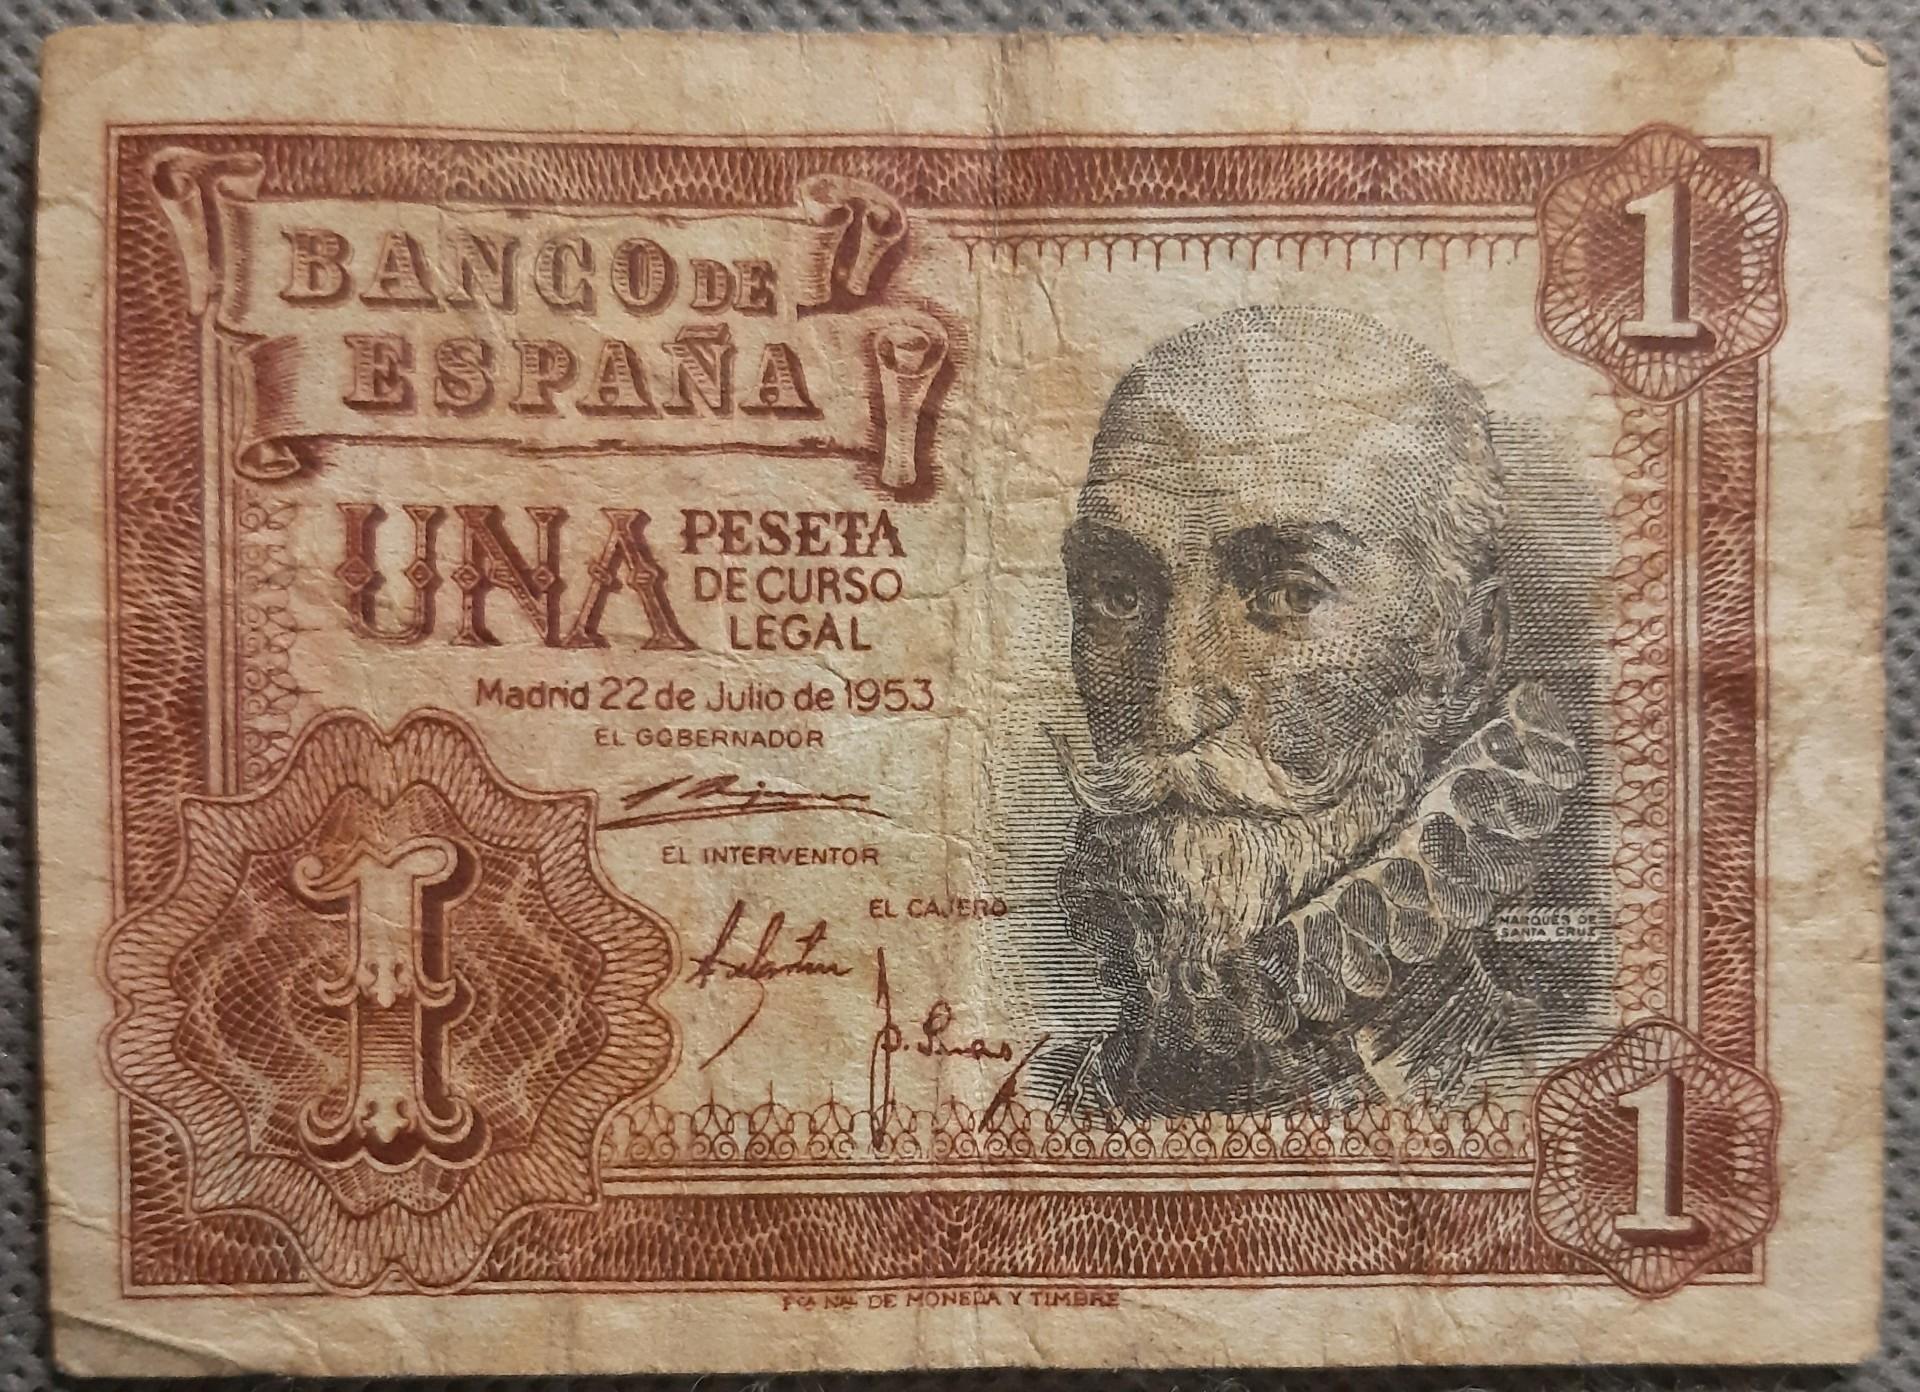 BANCO DE
ESPAÑA
1
UNA PESETA
DE CURSO
LEGAL
Madrid 22 de Julio de 1953
EL GOBERNADOR
EL INTERVENTOR
EL CAJERO
MARQUES DE
SANTA CRUZ
1
1
FCA NAL DE MONEDA Y TIMBRE